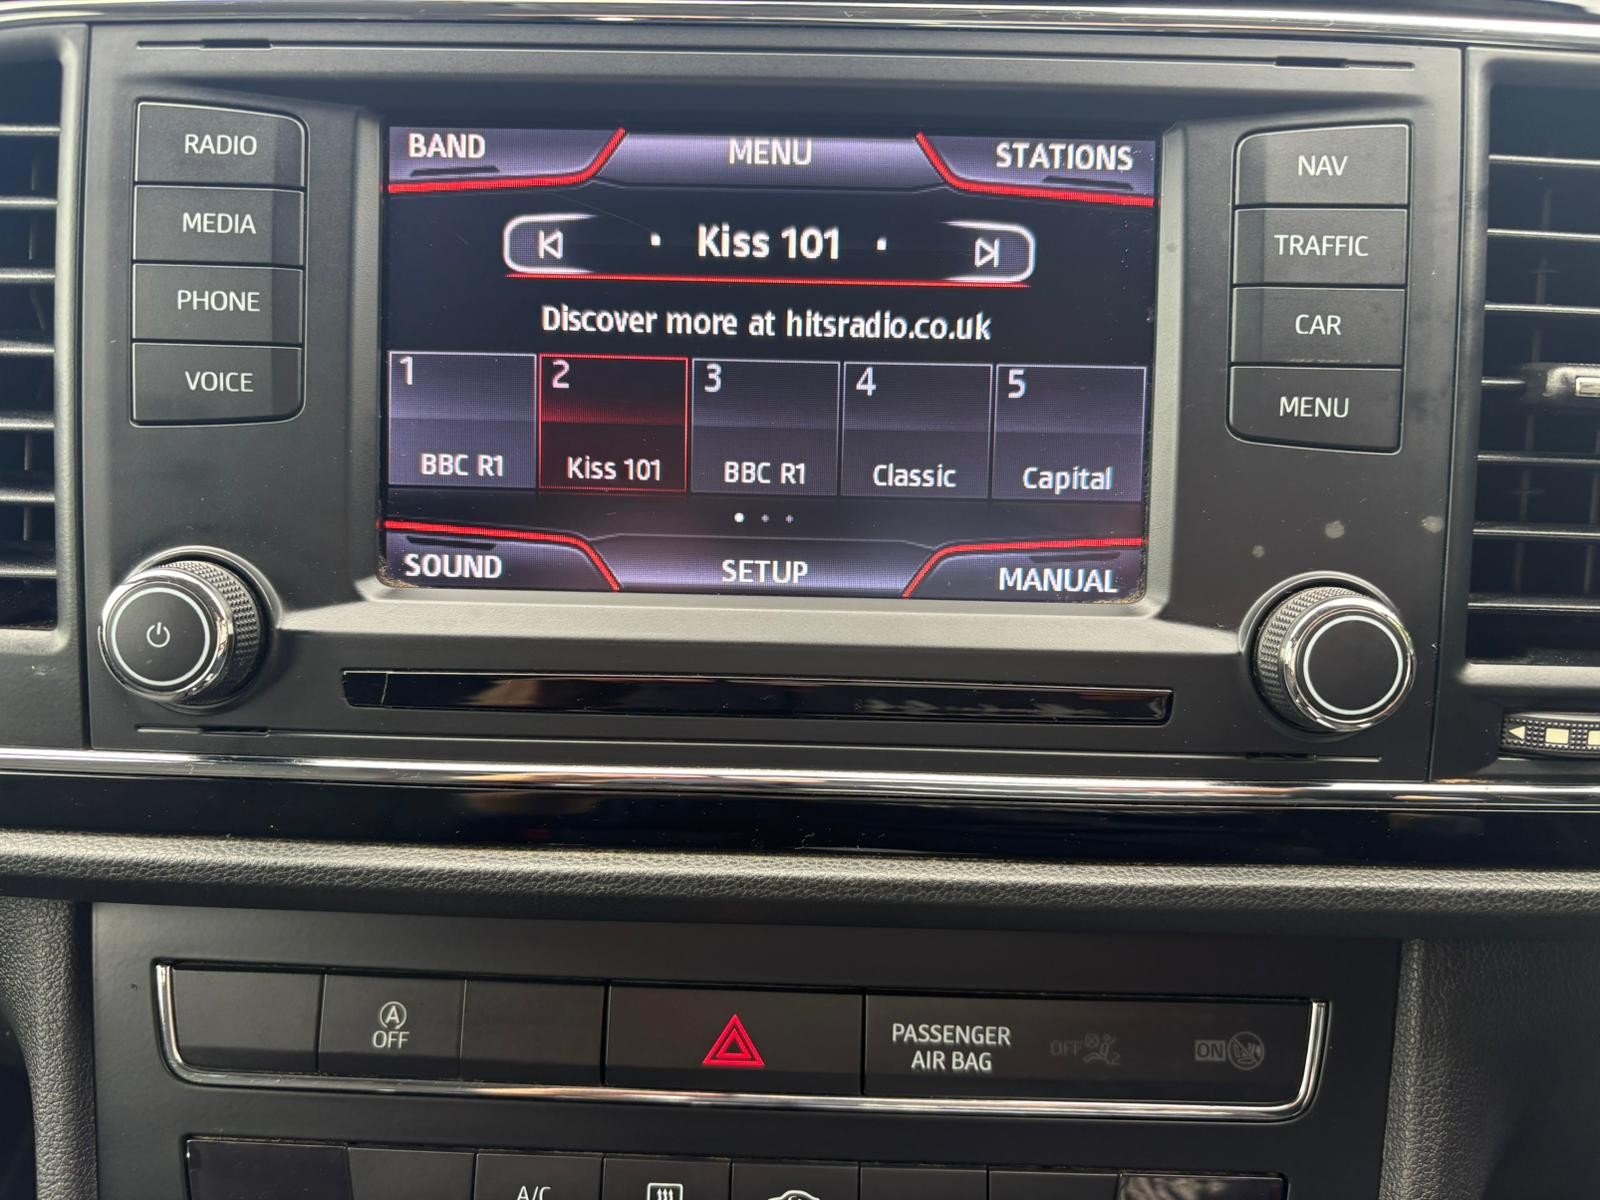 RADIO
MEDIA
PHONE
VOICE
BAND MENU STATIONS
Kiss 101
Discover more at hitsradio.co.uk
1 2 3 4 5
BBC R1 Kiss 101 BBC R1 Classic Capital
SOUND SETUP MANUAL
NAV
TRAFFIC
CAR
MENU
A
OFF
PASSENGER
AIR BAG
OFF
ON
A/C